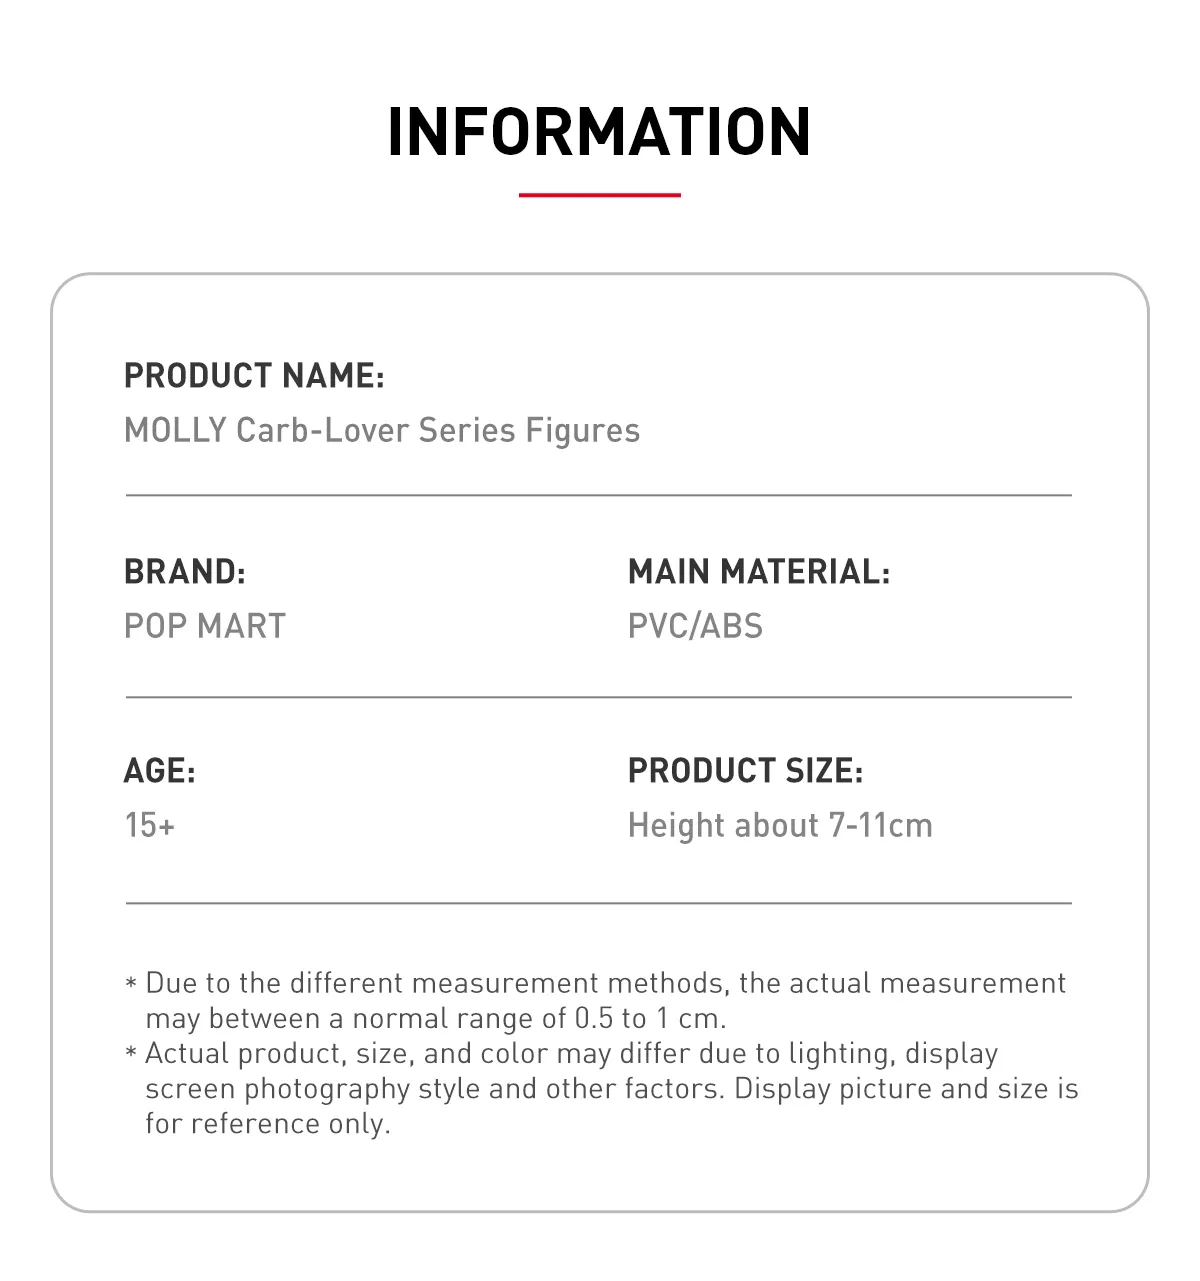 INFORMATION
PRODUCT NAME:
MOLLY Carb-Lover Series Figures
BRAND:
POP MART
MAIN MATERIAL:
PVC/ABS
AGE:
15+
PRODUCT SIZE:
Height about 7-11cm
* Due to the different measurement methods, the actual measurement
may between a normal range of 0.5 to 1 cm.
* Actual product, size, and color may differ due to lighting, display
screen photography style and other factors. Display picture and size is
for reference only.